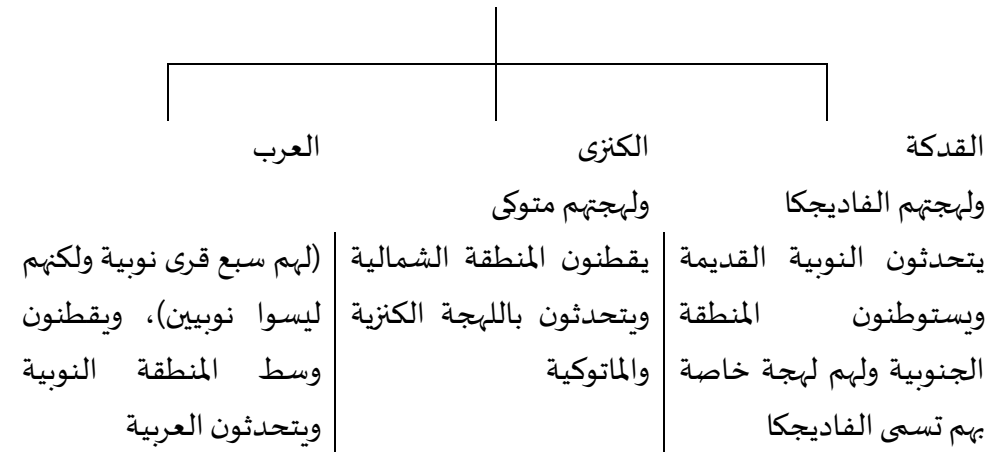 القدكة
ولهجتهم الفاديجكا
يتحدثون النوبية القديمة
ويستوطنون المنطقة
الجنوبية ولهم لهجة خاصة
بهم تسمى الفاديجكا
الكنزى
ولهجتهم متوكى
يقطنون المنطقة الشمالية
ويتحدثون باللهجة الكنزية
والماتوكية
العرب
(لهم سبع قرى نوبية ولكنهم
ليسوا نوبيين)، ويقطنون
وسط المنطقة النوبية
ويتحدثون العربية